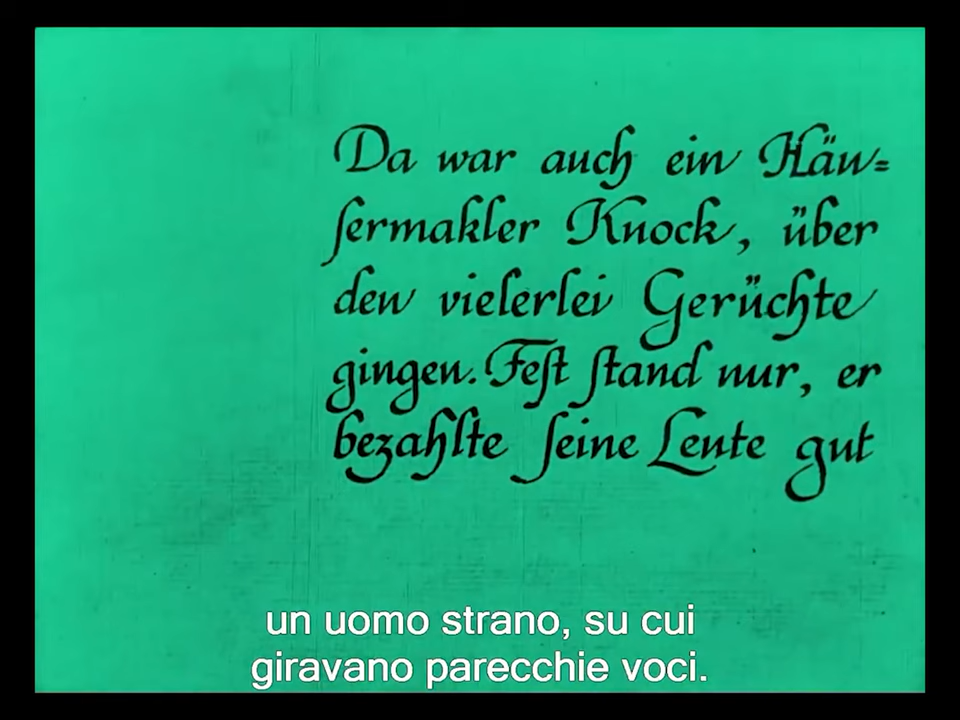 Da war auch ein Häu=
ſermakler Knock, über
den vielerlei Gerüchte
gingen. Feſt ſtand nur, er
bezahlte ſeine Leute gut
un uomo strano, su cui
giravano parecchie voci.